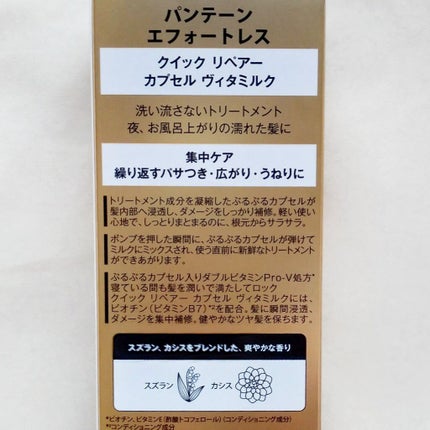 パンテーン
エフォートレス
クイック リペアー
カプセル ヴィタミルク
洗い流さないトリートメント
夜、お風呂上がりの濡れた髪に
集中ケア
繰り返すパサつき・広がり・うねりに
トリートメント成分を凝縮したぷるぷるカプセルが
髪内部へ浸透し、ダメージをしっかり補修。軽い使い
心地で、しっとりまとまるのに、根元からサラサラ。
ポンプを押した瞬間に、ぷるぷるカプセルが弾けて
ミルクにミックスされ、使う直前に新鮮なトリートメント
ができあがります。
ぷるぷるカプセル入りダブルビタミンPro-V処方*
寝ている間も髪を潤いで満たしてロック
クイック リペアー カプセル ヴィタミルクには、
ビオチン(ビタミンB7)*²を配合。髪に瞬間浸透、
ダメージを集中補修。健やかなツヤ髪を保ちます。
スズラン、カシスをブレンドした、爽やかな香り
スズラン
カシス
*ビオチン、ビタミンE(酢酸トコフェロール)(コンディショニング成分)
*²コンディショニング成分